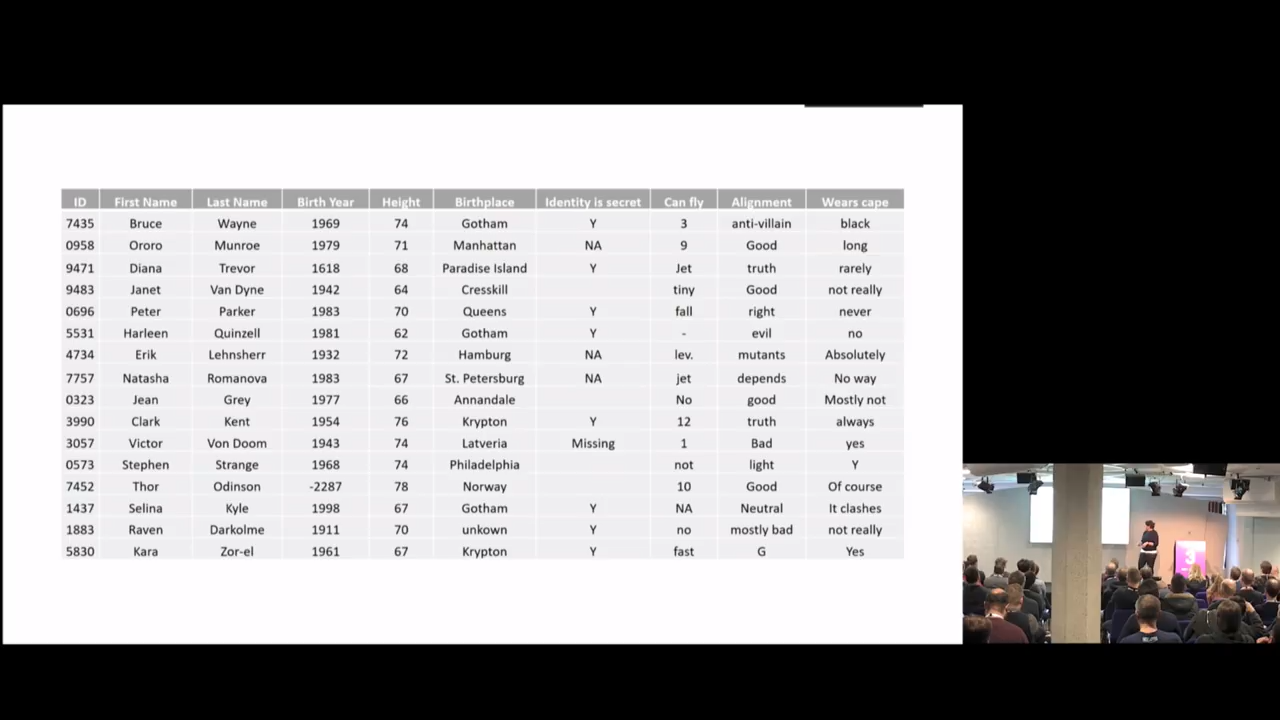 ID First Name Last Name Birth Year Height Birthplace Identity is secret Can fly Alignment Wears cape
7435 Bruce Wayne 1969 74 Gotham Y 3 anti-villain black
0958 Ororo Munroe 1979 71 Manhattan NA 9 Good long
9471 Diana Trevor 1618 68 Paradise Island Y Jet truth rarely
9483 Janet Van Dyne 1942 64 Cresskill tiny Good not really
0696 Peter Parker 1983 70 Queens Y fall right never
5531 Harleen Quinzell 1981 62 Gotham Y - evil no
4734 Erik Lehnsherr 1932 72 Hamburg NA lev. mutants Absolutely
7757 Natasha Romanova 1983 67 St. Petersburg NA jet depends No way
0323 Jean Grey 1977 66 Annandale No good Mostly not
3990 Clark Kent 1954 76 Krypton Y 12 truth always
3057 Victor Von Doom 1943 74 Latveria Missing 1 Bad yes
0573 Stephen Strange 1968 74 Philadelphia not light Y
7452 Thor Odinson -2287 78 Norway 10 Good Of course
1437 Selina Kyle 1998 67 Gotham Y NA Neutral It clashes
1883 Raven Darkolme 1911 70 unkown Y no mostly bad not really
5830 Kara Zor-el 1961 67 Krypton Y fast G Yes
3